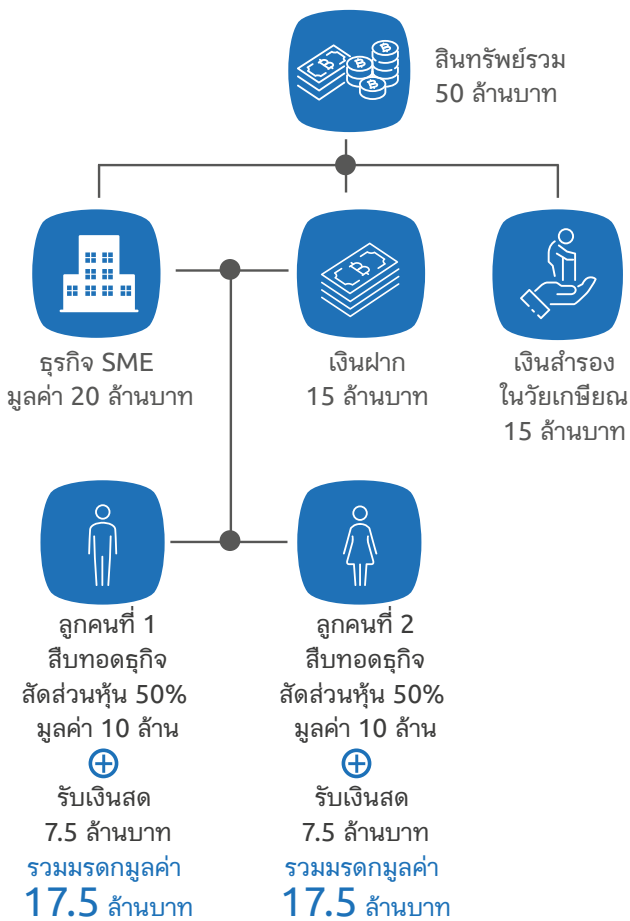 สินทรัพย์รวม
50 ล้านบาท
ธุรกิจ SME
มูลค่า 20 ล้านบาท
เงินฝาก
15 ล้านบาท
เงินสำรอง
ในวัยเกษียณ
15 ล้านบาท
ลูกคนที่ 1
สืบทอดธุกิจ
สัดส่วนหุ้น 50%
มูลค่า 10 ล้าน
รับเงินสด
7.5 ล้านบาท
รวมมรดกมูลค่า
17.5 ล้านบาท
ลูกคนที่ 2
สืบทอดธุกิจ
สัดส่วนหุ้น 50%
มูลค่า 10 ล้าน
รับเงินสด
7.5 ล้านบาท
รวมมรดกมูลค่า
17.5 ล้านบาท